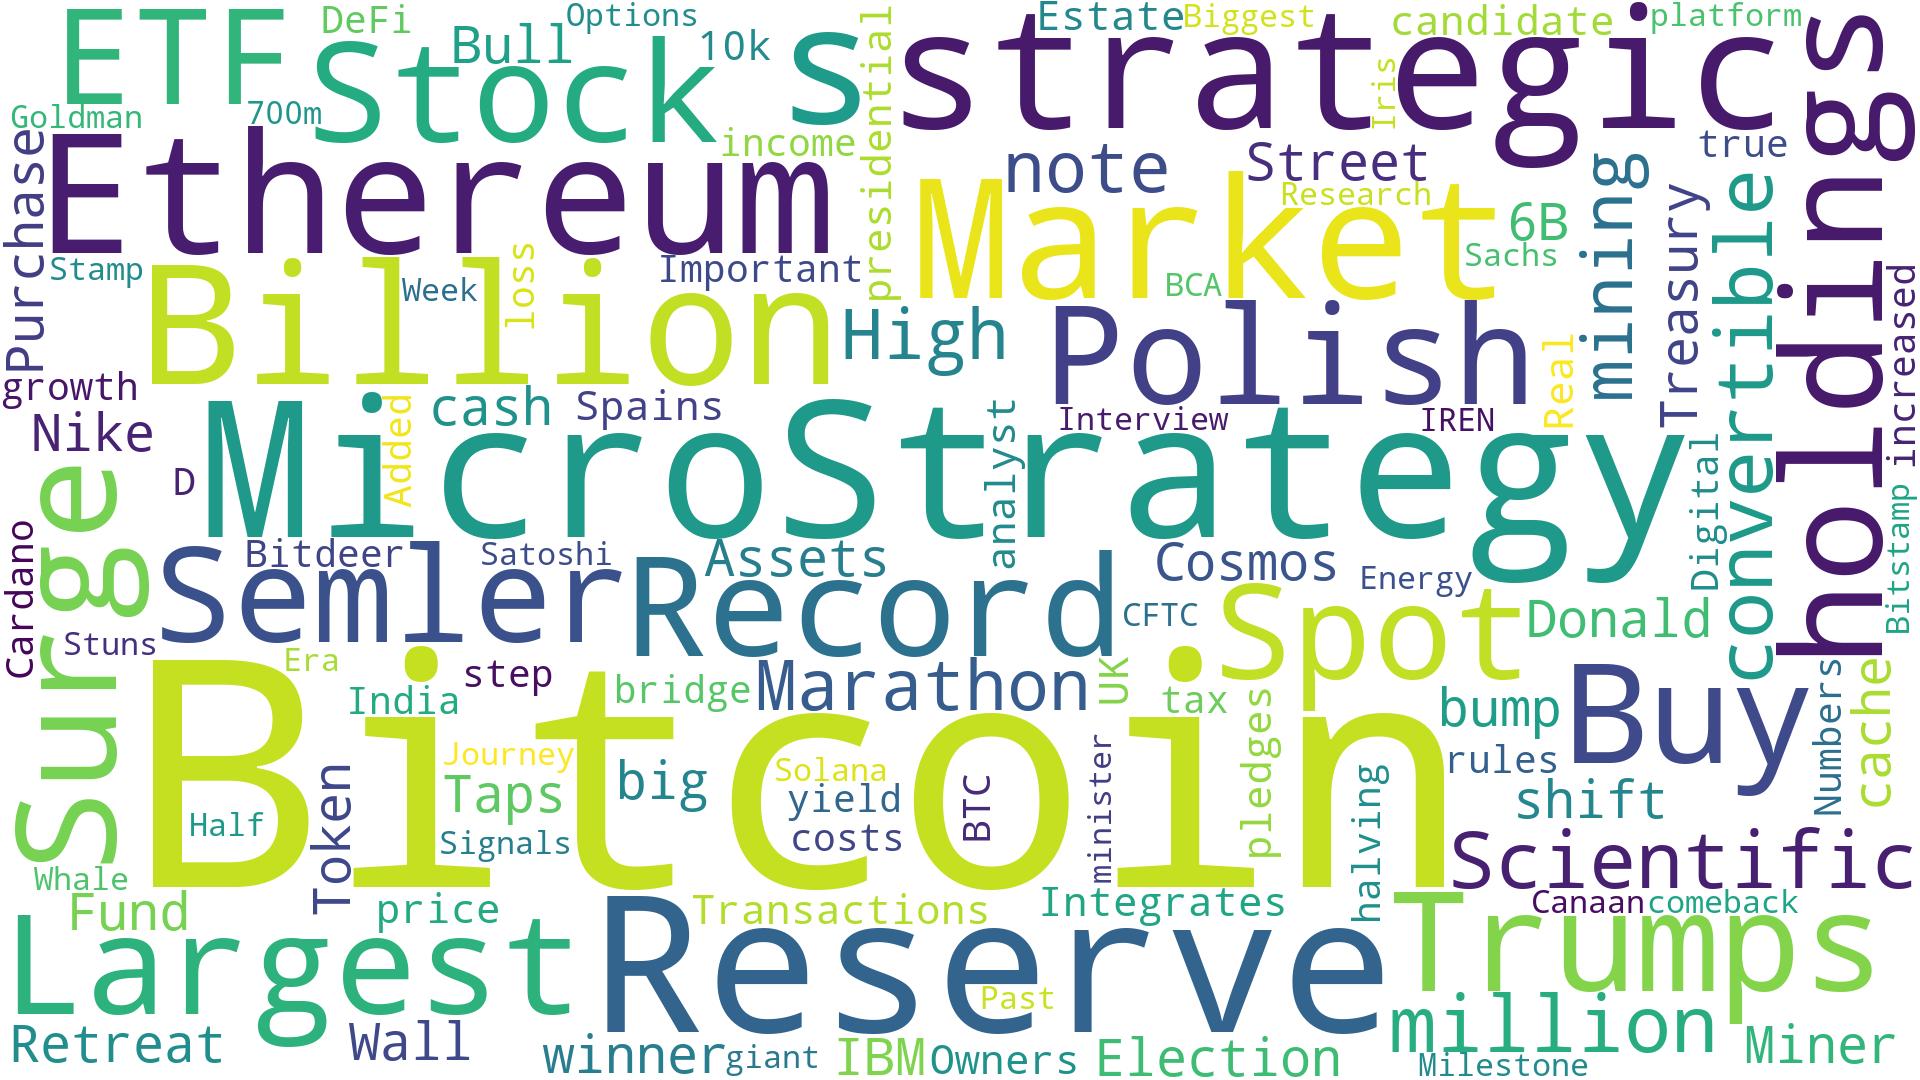 ETF
DeFi
Stock
Bull
Options
10k
s
presidential
strategics
Estate
Biggest
candidate
platform
holdings
Goldman
700m
income
Iris
Purchase
Ethereum
note
Street
Research
true
Market
6B
Sachs
mining
Treasury
convertible
Stamp
Billion
Week
loss
Important
BCA
High
Polish
Real
increased
growth
Nike
cash
Spains
Added
Interview
IREN
D
MicroStrategy
analyst
Digital
Bitstamp
Surge
Cardano
Semler
Bitdeer
Satoshi
Record
Assets
Cosmos
Energy
CFTC
Spot
Donald
Stuns
Era
India
step
bridge
Marathon
UK
tax
pledges
bump
Buy
Numbers
cache
Bitcoin
Journey
Taps
big
Solana
yield
costs
BTC
minister
halving
rules
shift
Half
Token
Signals
Scientific
Whale
Fund
price
Transactions
Integrates
Canaan
comeback
Largest
Reserve
Past
Trumps
Retreat
Wall
winner
giant
IBM
Owners
Election
million
Milestone
Miner